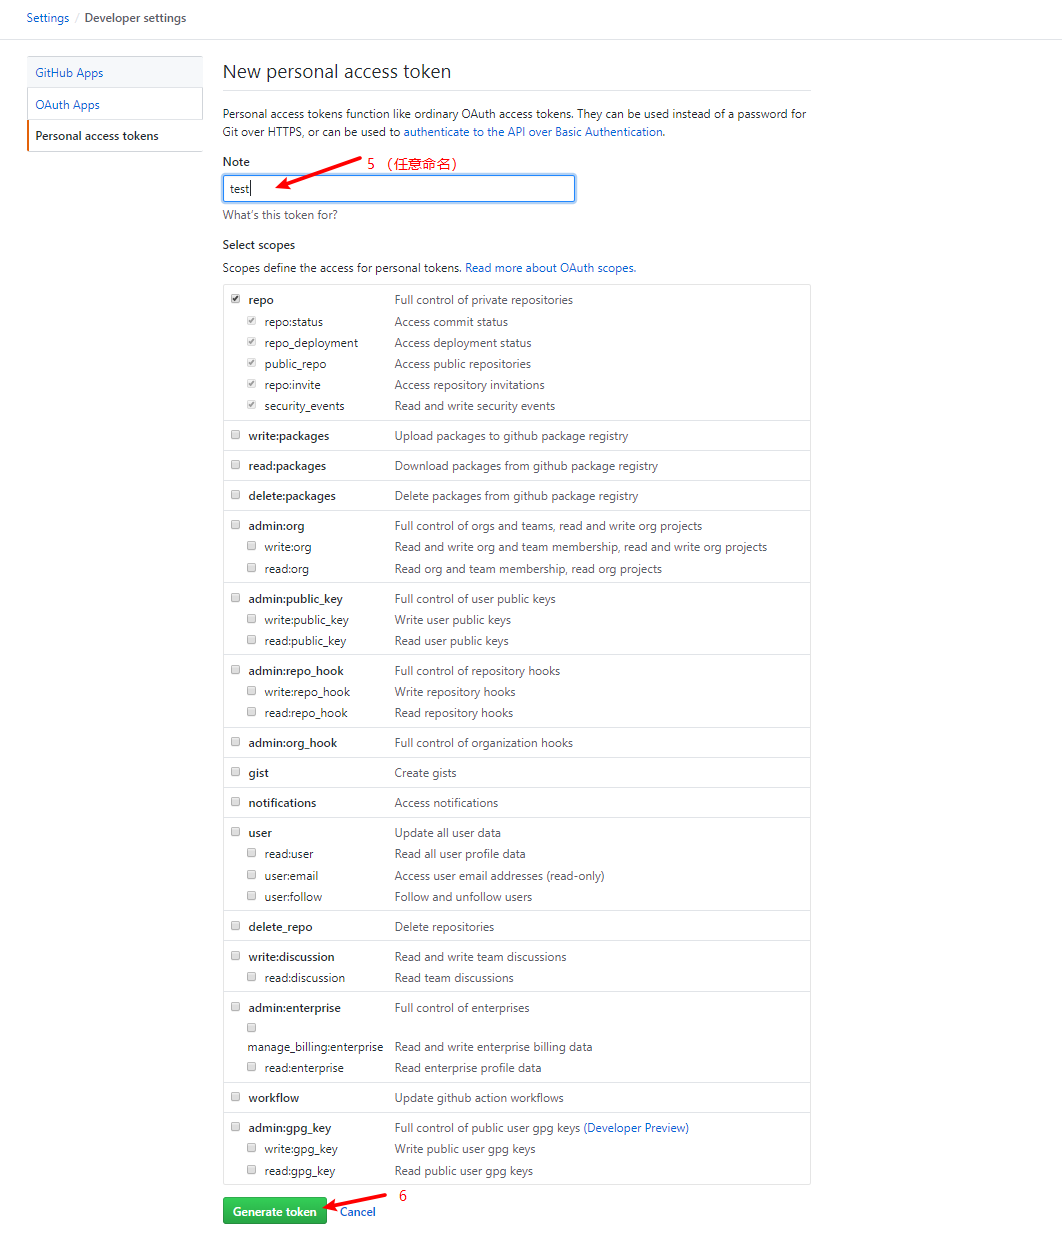 Settings / Developer settings
GitHub Apps
OAuth Apps
Personal access tokens
New personal access token
Personal access tokens function like ordinary OAuth access tokens. They can be used instead of a password for
Git over HTTPS, or can be used to authenticate to the API over Basic Authentication.
Note
5 （任意命名）
test
What's this token for?
Select scopes
Scopes define the access for personal tokens. Read more about OAuth scopes.
repo Full control of private repositories
repo:status Access commit status
repo_deployment Access deployment status
public_repo Access public repositories
repo:invite Access repository invitations
security_events Read and write security events
write:packages Upload packages to github package registry
read:packages Download packages from github package registry
delete:packages Delete packages from github package registry
admin:org Full control of orgs and teams, read and write org projects
write:org Read and write org and team membership, read and write org projects
read:org Read org and team membership, read org projects
admin:public_key Full control of user public keys
write:public_key Write user public keys
read:public_key Read user public keys
admin:repo_hook Full control of repository hooks
write:repo_hook Write repository hooks
read:repo_hook Read repository hooks
admin:org_hook Full control of organization hooks
gist Create gists
notifications Access notifications
user Update all user data
read:user Read all user profile data
user:email Access user email addresses (read-only)
user:follow Follow and unfollow users
delete_repo Delete repositories
write:discussion Read and write team discussions
read:discussion Read team discussions
admin:enterprise Full control of enterprises
manage_billing:enterprise Read and write enterprise billing data
read:enterprise Read enterprise profile data
workflow Update github action workflows
admin:gpg_key Full control of public user gpg keys (Developer Preview)
write:gpg_key Write public user gpg keys
read:gpg_key Read public user gpg keys
6
Generate token Cancel